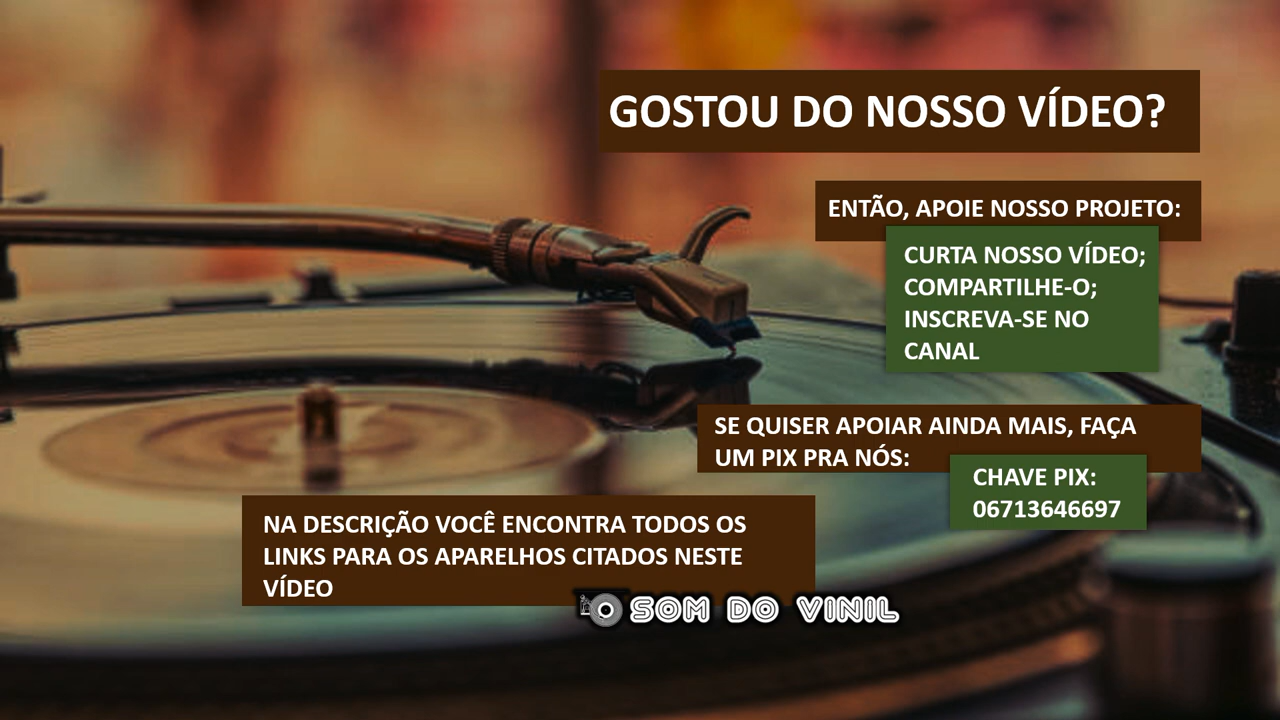 GOSTOU DO NOSSO VÍDEO?
ENTÃO, APOIE NOSSO PROJETO:
CURTA NOSSO VÍDEO;
COMPARTILHE-O;
INSCREVA-SE NO
CANAL
SE QUISER APOIAR AINDA MAIS, FAÇA
UM PIX PRA NÓS:
CHAVE PIX:
06713646697
NA DESCRIÇÃO VOCÊ ENCONTRA TODOS OS
LINKS PARA OS APARELHOS CITADOS NESTE
VÍDEO
SOM DO VINIL